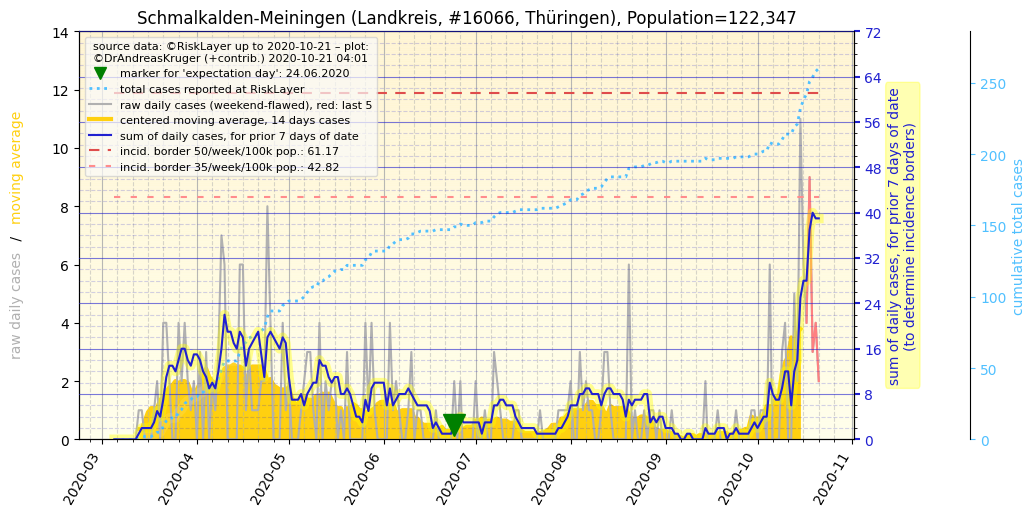 Schmalkalden-Meiningen (Landkreis, #16066, Thüringen), Population=122,347
source data: ©RiskLayer up to 2020-10-21 – plot:
©DrAndreasKruger (+contrib.) 2020-10-21 04:01
marker for 'expectation day': 24.06.2020
total cases reported at RiskLayer
raw daily cases (weekend-flawed), red: last 5
centered moving average, 14 days cases
sum of daily cases, for prior 7 days of date
incid. border 50/week/100k pop.: 61.17
incid. border 35/week/100k pop.: 42.82
raw daily cases / moving average
14
12
10
8
6
4
2
0
72
64
56
48
40
32
24
16
8
0
sum of daily cases, for prior 7 days of date
(to determine incidence borders)
250
200
150
100
50
0
cumulative total cases
2020-03
2020-04
2020-05
2020-06
2020-07
2020-08
2020-09
2020-10
2020-11